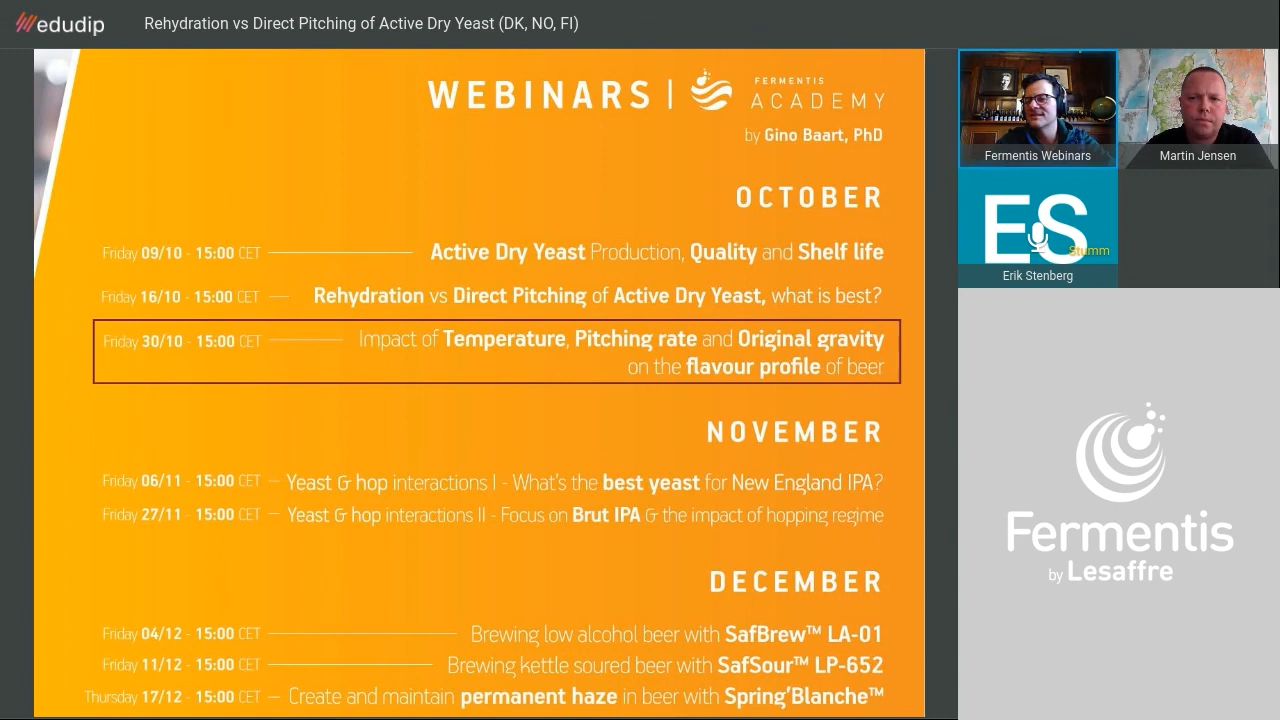 edudip
Rehydration vs Direct Pitching of Active Dry Yeast (DK, NO, FI)
WEBINARS | FERMENTIS ACADEMY
by Gino Baart, PhD
OCTOBER
Friday 09/10 - 15:00 CET Active Dry Yeast Production, Quality and Shelf life
Friday 16/10 - 15:00 CET Rehydration vs Direct Pitching of Active Dry Yeast, what is best?
Friday 30/10 - 15:00 CET Impact of Temperature, Pitching rate and Original gravity
on the flavour profile of beer
NOVEMBER
Friday 06/11 - 15:00 CET Yeast & hop interactions I - What's the best yeast for New England IPA?
Friday 27/11 - 15:00 CET Yeast & hop interactions II - Focus on Brut IPA & the impact of hopping regime
DECEMBER
Friday 04/12 - 15:00 CET Brewing low alcohol beer with SafBrew™ LA-01
Friday 11/12 - 15:00 CET Brewing kettle soured beer with SafSour™ LP-652
Thursday 17/12 - 15:00 CET Create and maintain permanent haze in beer with Spring'Blanche™
Fermentis Webinars
Martin Jensen
ES
Stumm
Erik Stenberg
Fermentis
by Lesaffre